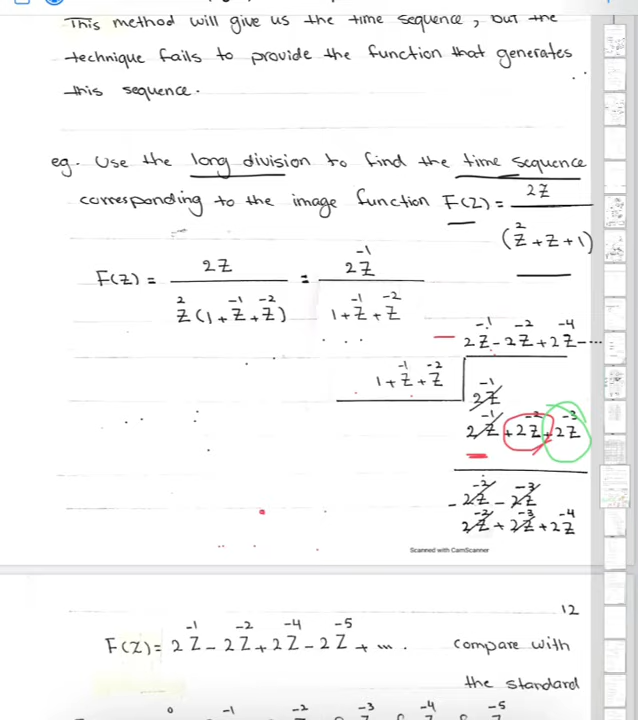 This method will give us the time sequence, but the
technique fails to provide the function that generates
this sequence.
eg. Use the long division to find the time sequence
corresponding to the image function F(Z) = 2Z / (Z² + Z + 1)
F(Z) = 2Z / Z²(1 + Z⁻¹ + Z⁻²) = 2Z⁻¹ / 1 + Z⁻¹ + Z⁻²
2Z⁻¹ - 2Z⁻² + 2Z⁻⁴ - ...
1 + Z⁻¹ + Z⁻²
2Z⁻¹
2Z⁻¹ + 2Z⁻² + 2Z⁻³
- 2Z⁻² - 2Z⁻³
2Z⁻² + 2Z⁻³ + 2Z⁻⁴
Scanned with CamScanner
12
F(Z) = 2Z⁻¹ - 2Z⁻² + 2Z⁻⁴ - 2Z⁻⁵ + ... . compare with
the standard